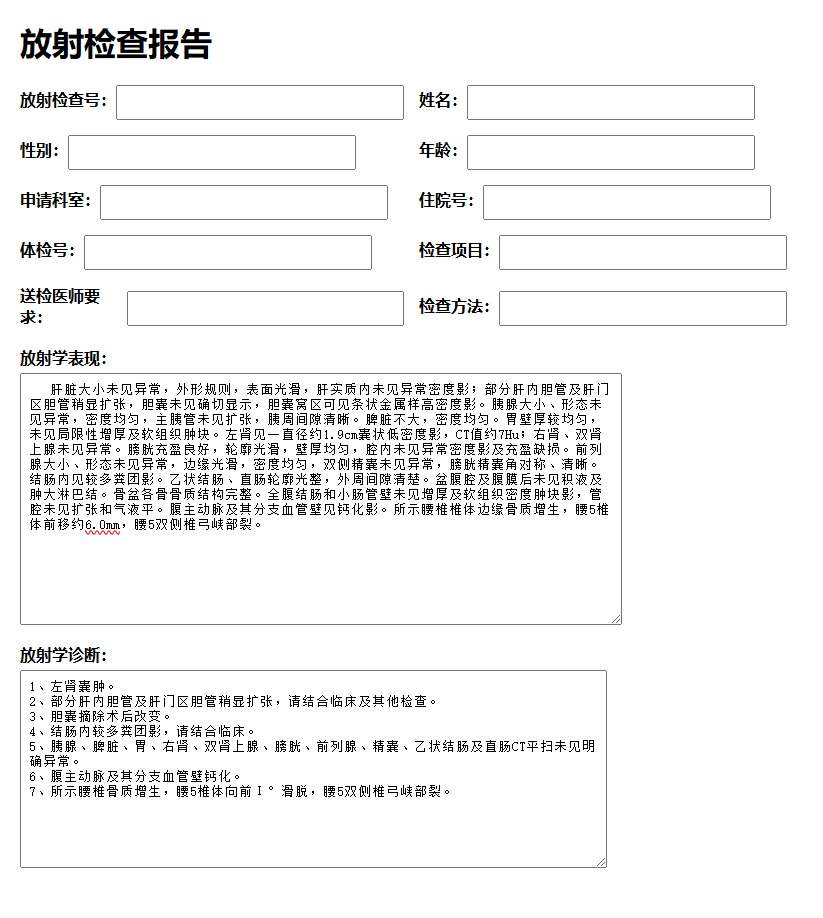 放射检查报告
放射检查号： 姓名：
性别： 年龄：
申请科室： 住院号：
体检号： 检查项目：
送检医师要
求： 检查方法：
放射学表现：
肝脏大小未见异常，外形规则，表面光滑，肝实质内未见异常密度影；部分肝内胆管及肝门
区胆管稍显扩张，胆囊未见确切显示，胆囊窝区可见条状金属样高密度影。胰腺大小、形态未
见异常，密度均匀，主胰管未见扩张，胰周间隙清晰。脾脏不大，密度均匀。胃壁厚较均匀，
未见局限性增厚及软组织肿块。左肾见一直径约1.9cm囊状低密度影，CT值约7Hu；右肾、双肾
上腺未见异常。膀胱充盈良好，轮廓光滑，壁厚均匀，腔内未见异常密度影及充盈缺损。前列
腺大小、形态未见异常，边缘光滑，密度均匀，双侧精囊未见异常，膀胱精囊角对称、清晰。
结肠内见较多粪团影。乙状结肠、直肠轮廓光整，外周间隙清楚。盆腹腔及腹膜后未见积液及
肿大淋巴结。骨盆各骨骨质结构完整。全腹结肠和小肠管壁未见增厚及软组织密度肿块影，管
腔未见扩张和气液平。腹主动脉及其分支血管壁见钙化影。所示腰椎椎体边缘骨质增生，腰5椎
体前移约6.0mm，腰5双侧椎弓峡部裂。
放射学诊断：
1、左肾囊肿。
2、部分肝内胆管及肝门区胆管稍显扩张，请结合临床及其他检查。
3、胆囊摘除术后改变。
4、结肠内较多粪团影，请结合临床。
5、胰腺、脾脏、胃、右肾、双肾上腺、膀胱、前列腺、精囊、乙状结肠及直肠CT平扫未见明
确异常。
6、腹主动脉及其分支血管壁钙化。
7、所示腰椎骨质增生，腰5椎体向前Ⅰ°滑脱，腰5双侧椎弓峡部裂。